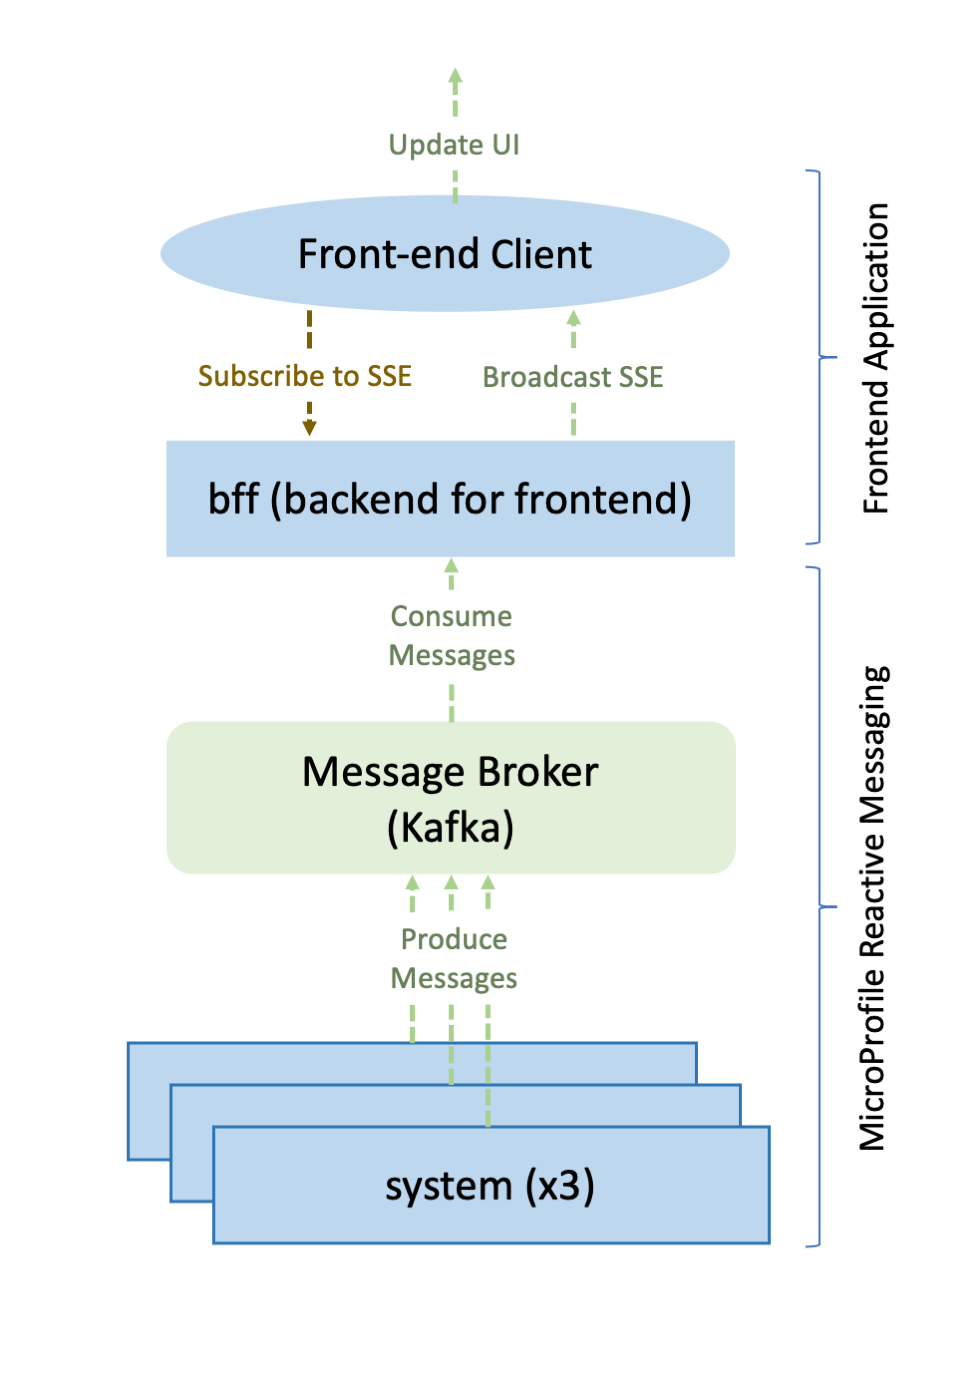 Update UI
Front-end Client
Subscribe to SSE
Broadcast SSE
bff (backend for frontend)
Frontend Application
Consume
Messages
Message Broker
(Kafka)
Produce
Messages
system (x3)
MicroProfile Reactive Messaging